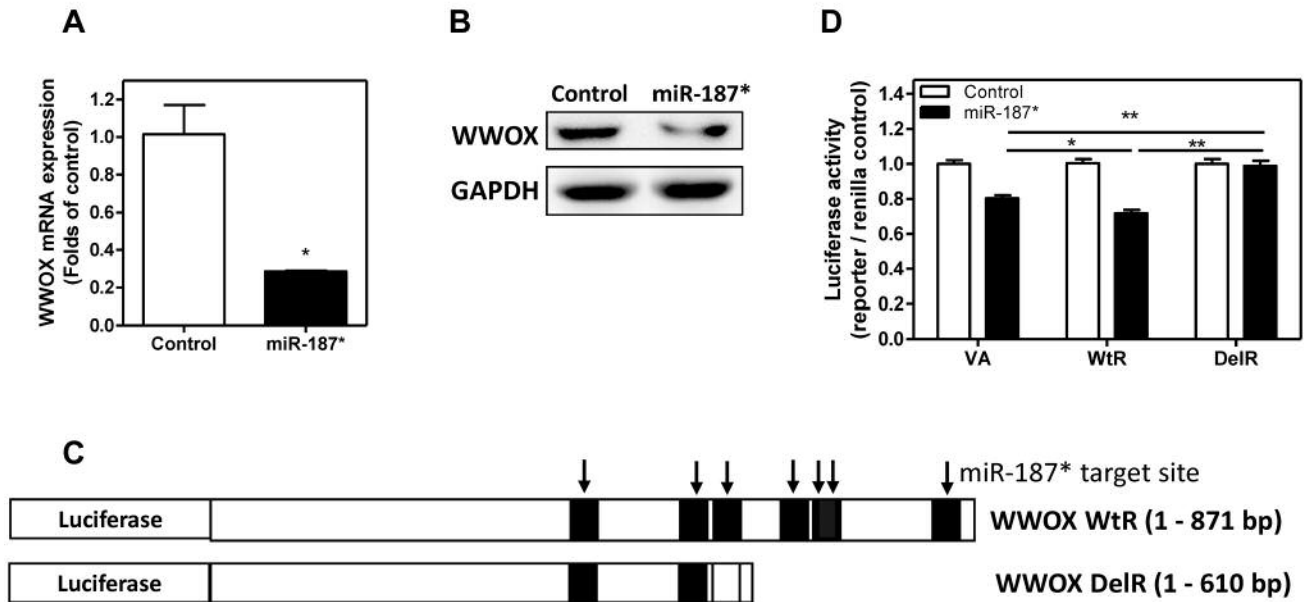 A
WWOX mRNA expression
(Folds of control)
1.2
1.0
0.8
0.6
0.4
0.2
0.0
*
Control
miR-187*
B
Control miR-187*
WWOX
GAPDH
D
Luciferase activity
(reporter / renilla control)
1.4
1.2
1.0
0.8
0.6
0.4
0.2
0.0
Control
miR-187*
**
*
**
VA
WtR
DelR
C
miR-187* target site
Luciferase
WWOX WtR (1 - 871 bp)
Luciferase
WWOX DelR (1 - 610 bp)